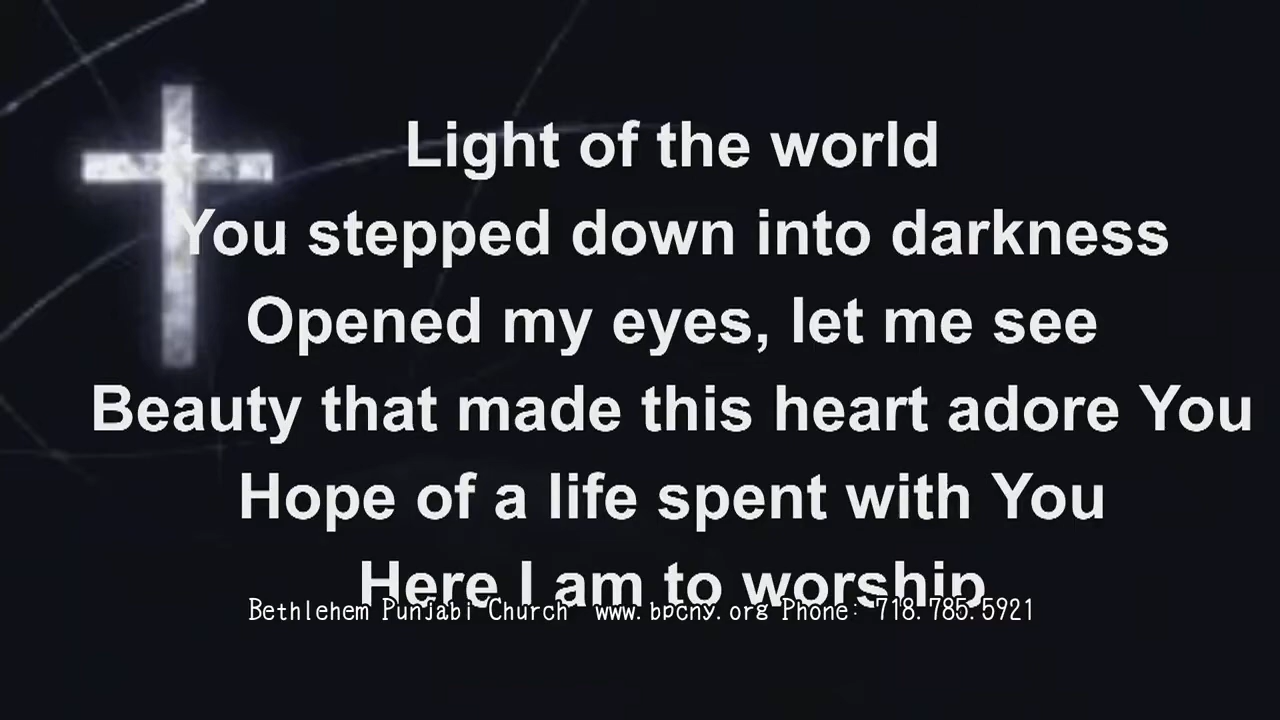 Light of the world
You stepped down into darkness
Opened my eyes, let me see
Beauty that made this heart adore You
Hope of a life spent with You
Here I am to worship
Bethlehem Punjabi Church www.bpcny.org Phone: 718.785.5921